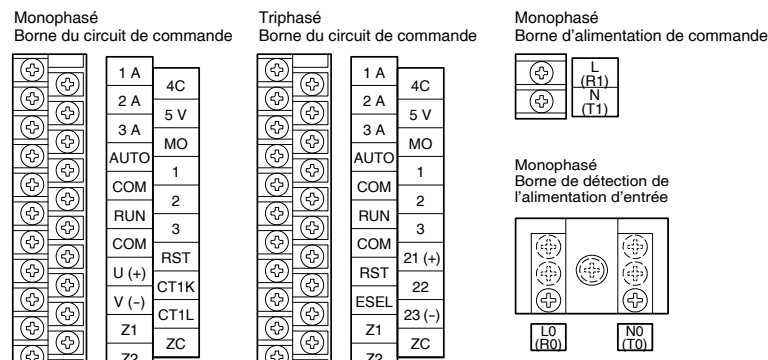 Monophasé
Borne du circuit de commande
1 A
2 A
3 A
AUTO
COM
RUN
COM
U (+)
V (–)
Z1
Z2
4C
5 V
MO
1
2
3
RST
CT1K
CT1L
ZC
Triphasé
Borne du circuit de commande
1 A
2 A
3 A
AUTO
COM
RUN
COM
RST
ESEL
Z1
Z2
4C
5 V
MO
1
2
3
21 (+)
22
23 (–)
ZC
Monophasé
Borne d'alimentation de commande
L
(R1)
N
(T1)
Monophasé
Borne de détection de
l'alimentation d'entrée
L0
(R0)
N0
(T0)